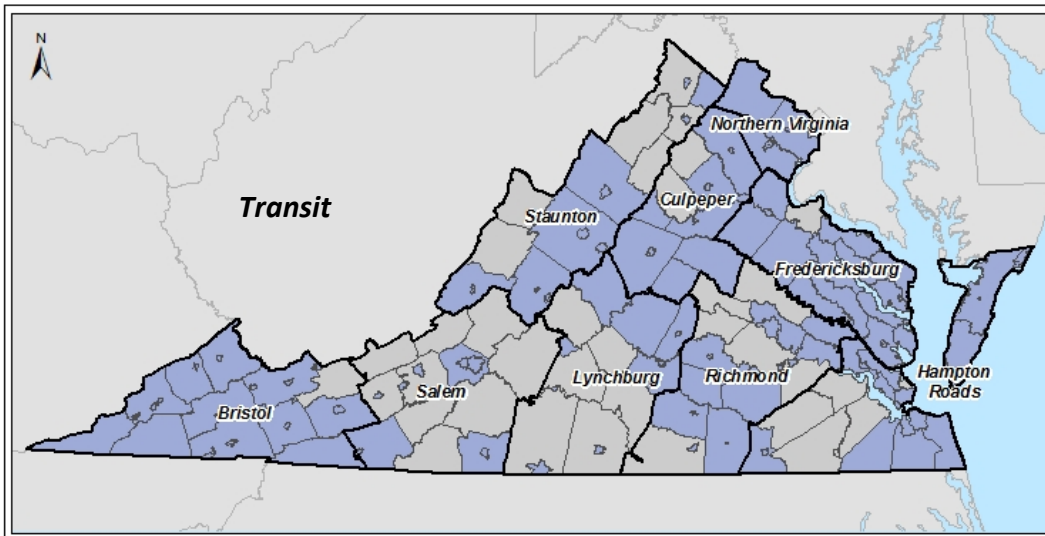 N
Northern Virginia
Transit
Staunton
Culpeper
Fredericksburg
Hampton
Roads
Bristol
Salem
Lynchburg
Richmond